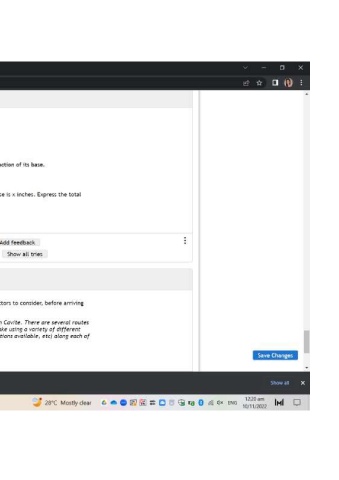 ction of its base.
se is x inches. Express the total
Add feedback
Show all tries
ctors to consider, before arriving
n Cavite. There are several routes
ake using a variety of different
tions available, etc) along each of
Save Changes
Show all
28°C Mostly clear
ENG
12:20 am
10/11/2022